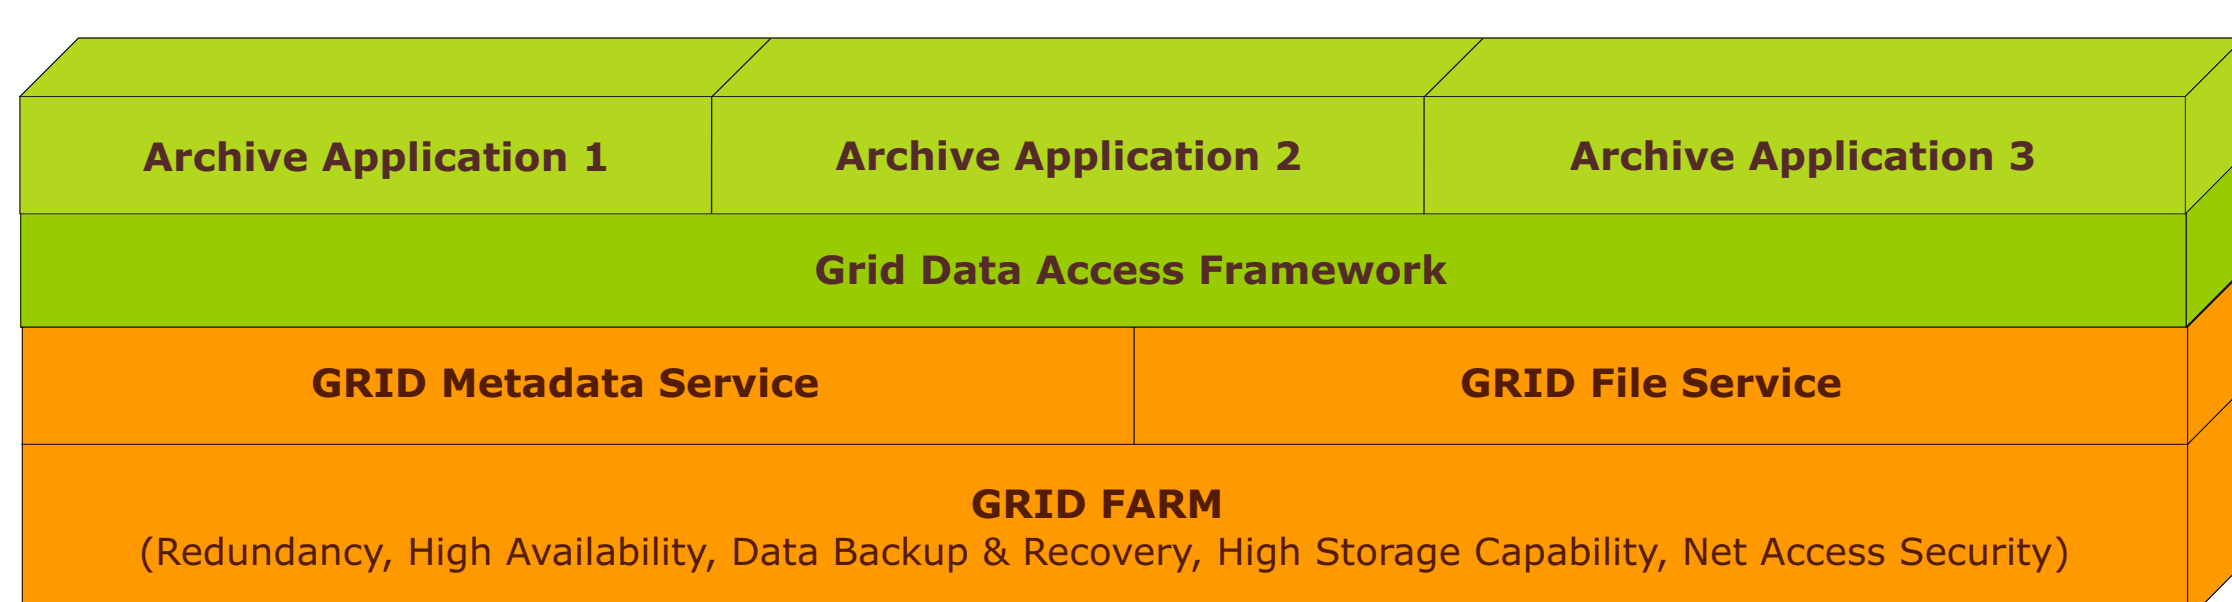 Archive Application 1
Archive Application 2
Archive Application 3
Grid Data Access Framework
GRID Metadata Service
GRID File Service
GRID FARM
(Redundancy, High Availability, Data Backup & Recovery, High Storage Capability, Net Access Security)